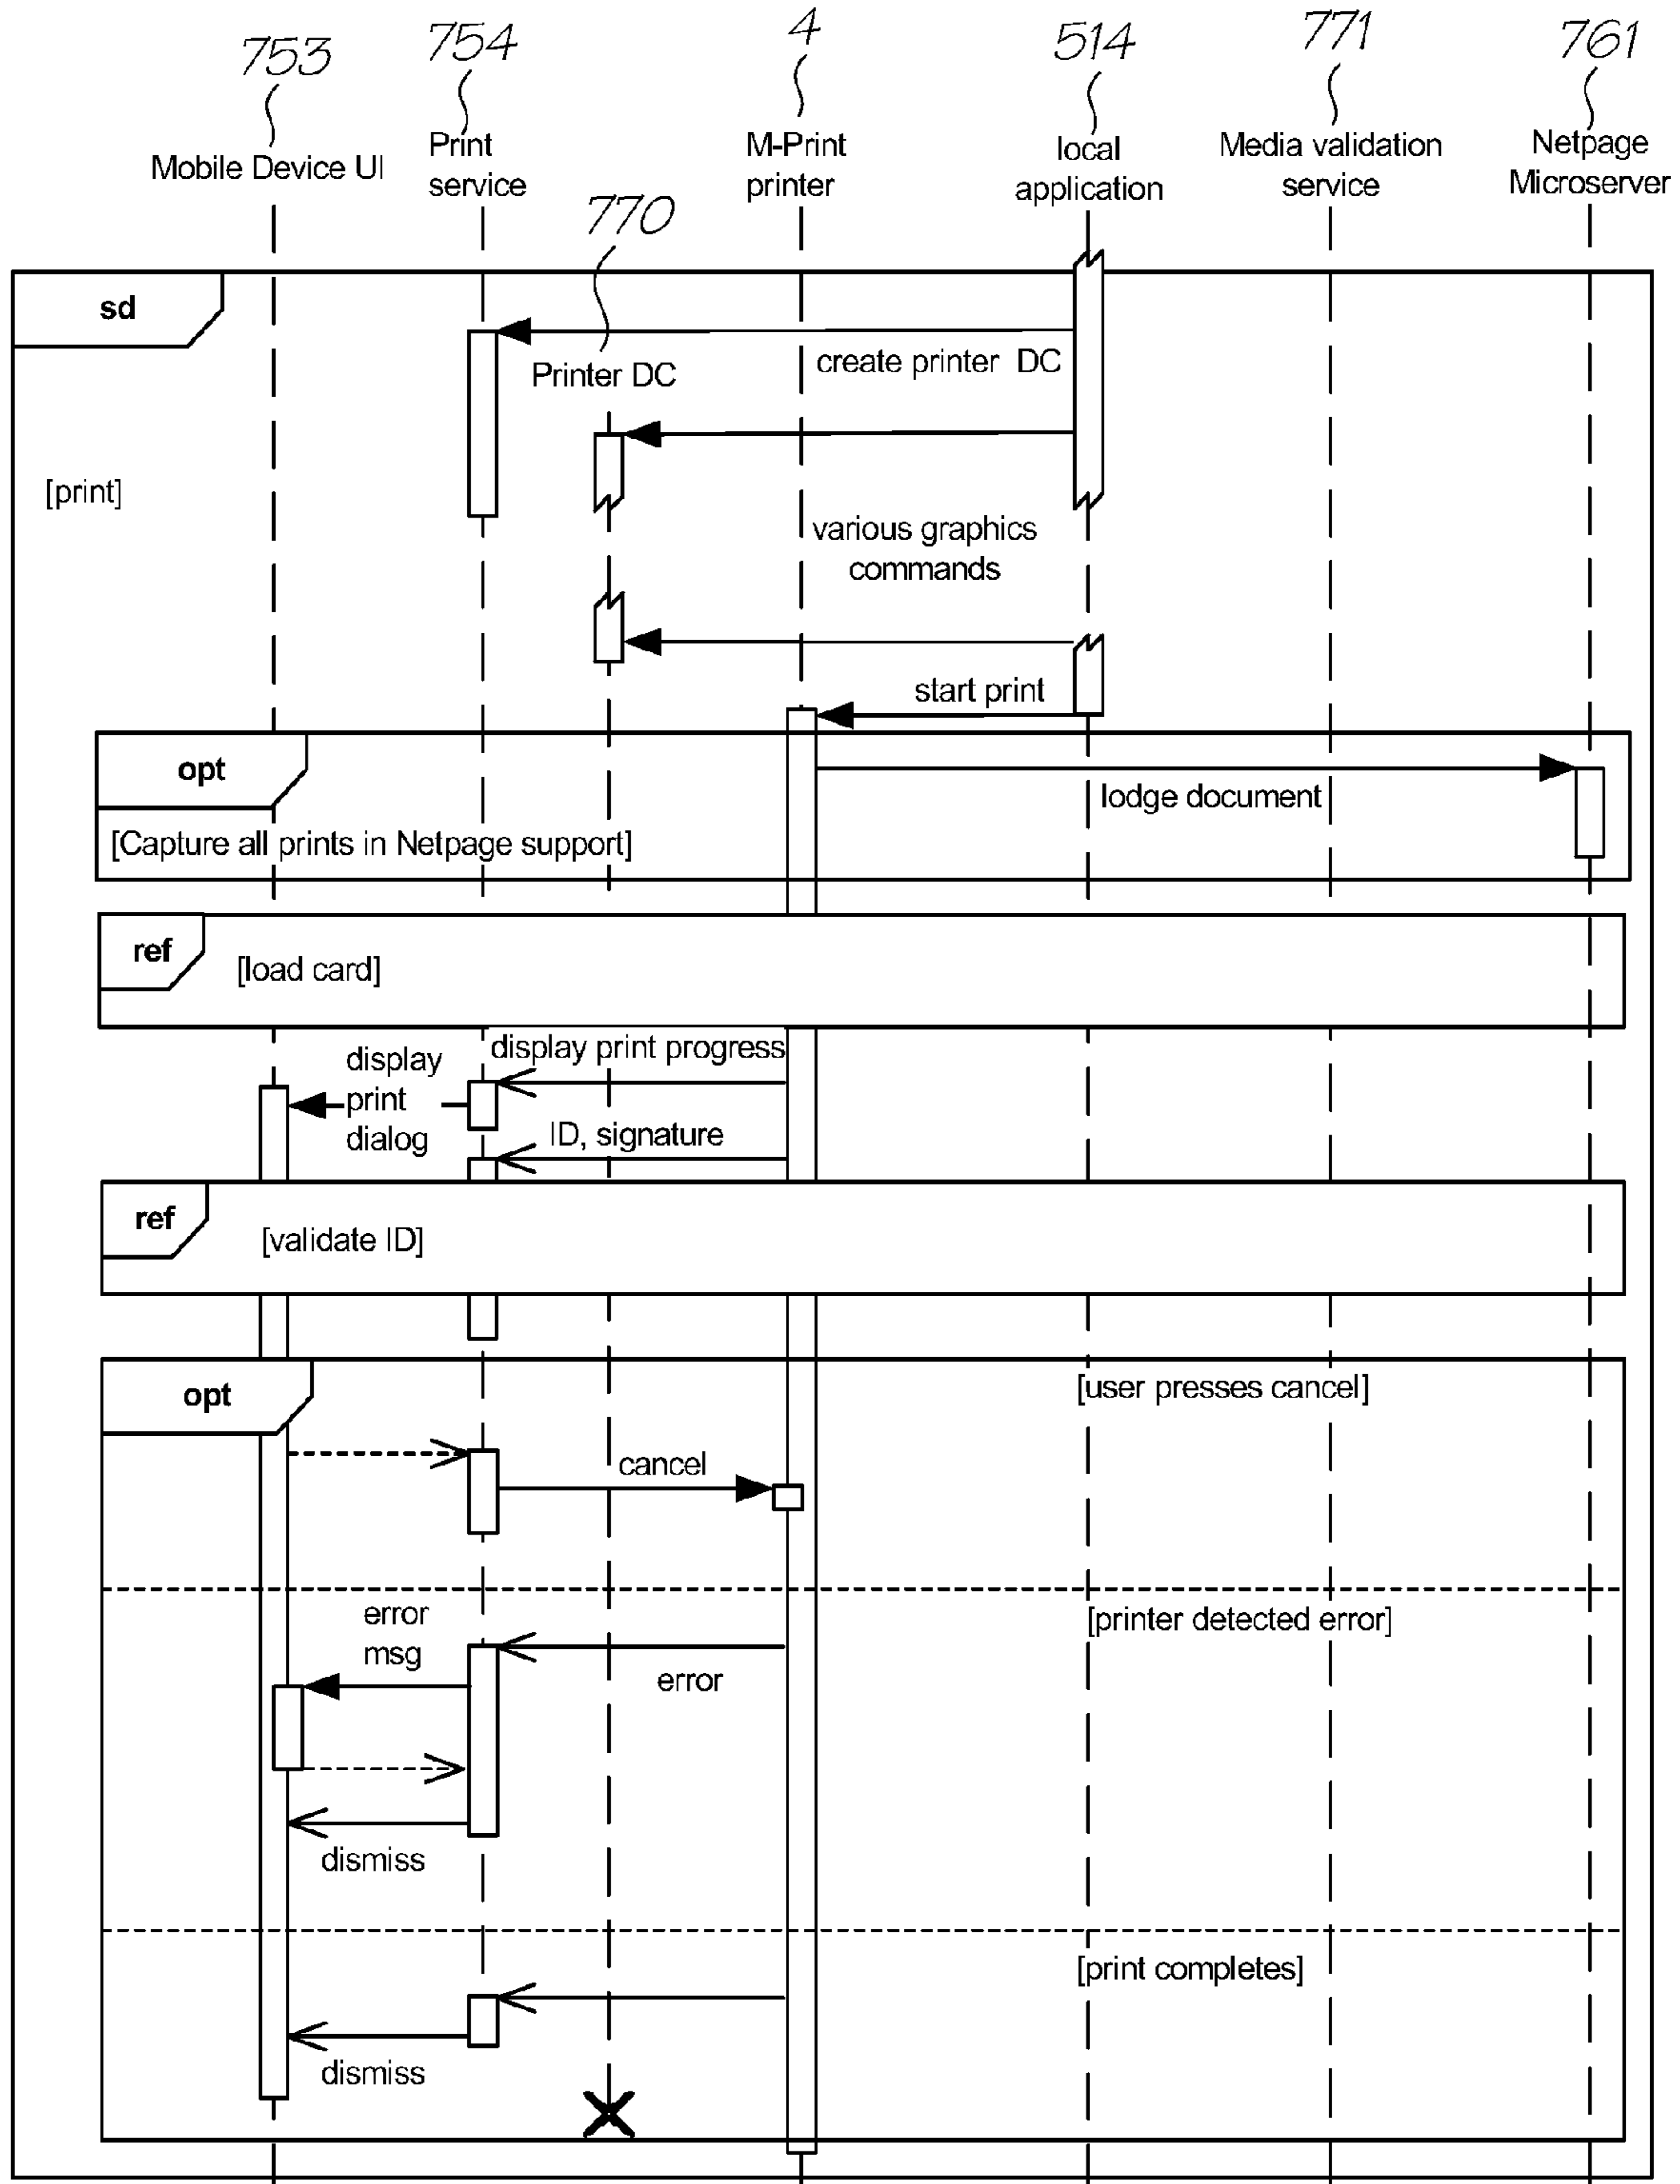 753
754
4
514
771
761
Mobile Device UI
Print
service
M-Print
printer
local
application
Media validation
service
Netpage
Microserver
770
sd
Printer DC
create printer DC
[print]
various graphics
commands
start print
opt
lodge document
[Capture all prints in Netpage support]
ref
[load card]
display print progress
display
print
dialog
ID, signature
ref
[validate ID]
opt
[user presses cancel]
cancel
[printer detected error]
error
msg
error
dismiss
[print completes]
dismiss